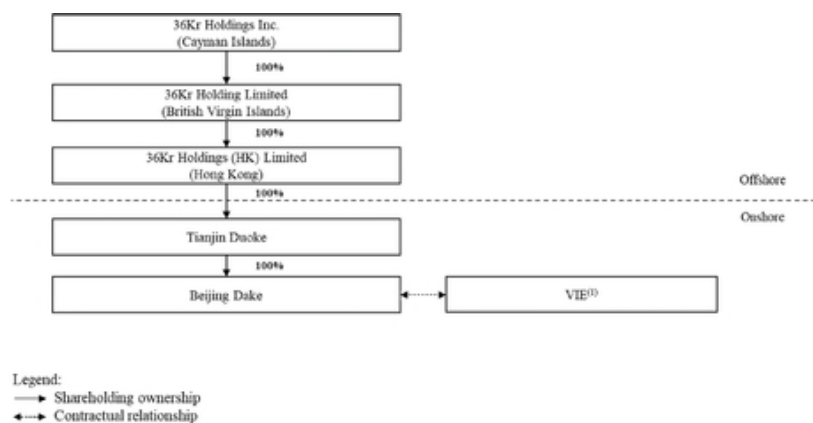 36Kr Holdings Inc.
(Cayman Islands)
100%
36Kr Holding Limited
(British Virgin Islands)
100%
36Kr Holdings (HK) Limited
(Hong Kong)
100%
Offshore
Onshore
Tianjin Duoke
100%
Beijing Dake
VIE(1)
Legend:
Shareholding ownership
Contractual relationship